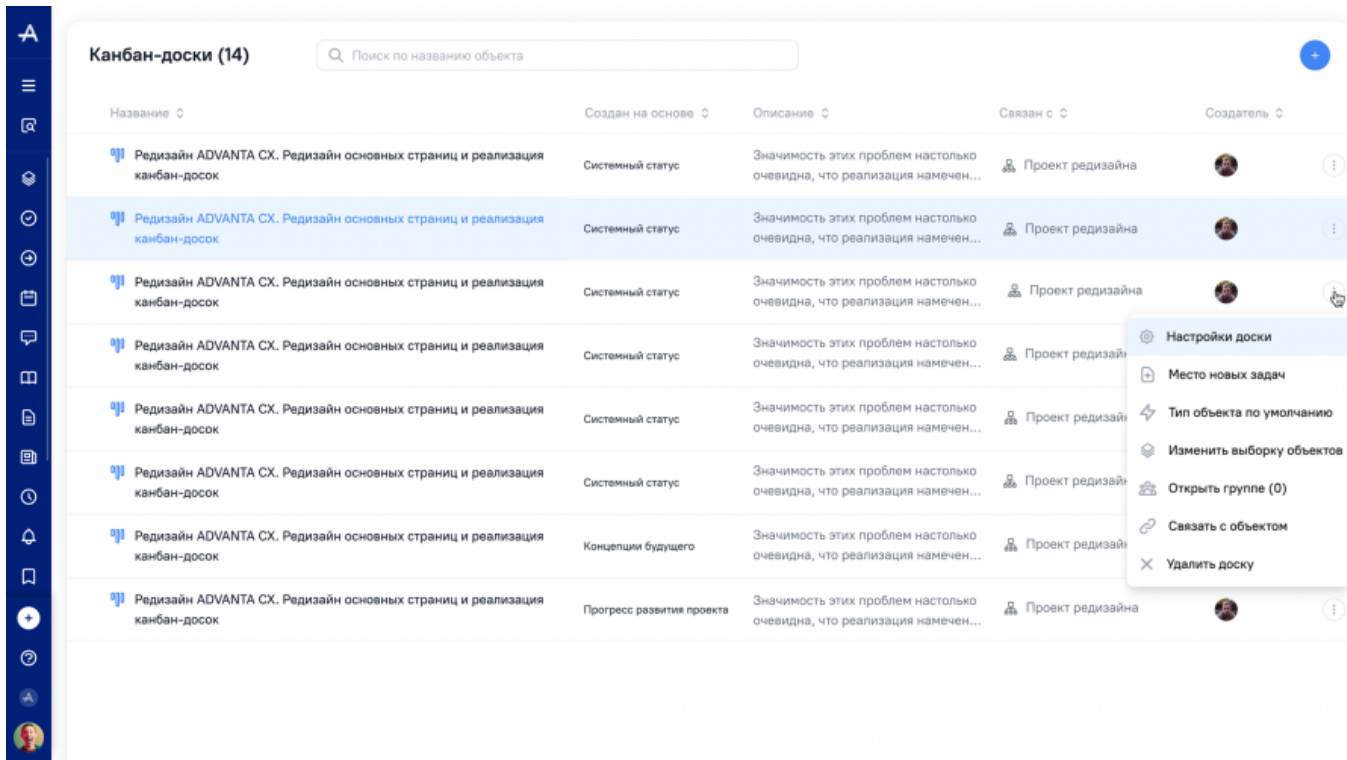 Канбан-доски (14)
Поиск по названию объекта
Название
Создан на основе
Описание
Связан с
Создатель
Редизайн ADVANTA CX. Редизайн основных страниц и реализация
канбан-досок
Системный статус
Значимость этих проблем настолько
очевидна, что реализация намечен...
Проект редизайна
Редизайн ADVANTA CX. Редизайн основных страниц и реализация
канбан-досок
Системный статус
Значимость этих проблем настолько
очевидна, что реализация намечен...
Проект редизайна
Редизайн ADVANTA CX. Редизайн основных страниц и реализация
канбан-досок
Системный статус
Значимость этих проблем настолько
очевидна, что реализация намечен...
Проект редизайна
Редизайн ADVANTA CX. Редизайн основных страниц и реализация
канбан-досок
Системный статус
Значимость этих проблем настолько
очевидна, что реализация намечен...
Проект редизайн
Редизайн ADVANTA CX. Редизайн основных страниц и реализация
канбан-досок
Системный статус
Значимость этих проблем настолько
очевидна, что реализация намечен...
Проект редизайн
Редизайн ADVANTA CX. Редизайн основных страниц и реализация
канбан-досок
Системный статус
Значимость этих проблем настолько
очевидна, что реализация намечен...
Проект редизайн
Редизайн ADVANTA CX. Редизайн основных страниц и реализация
канбан-досок
Концепции будущего
Значимость этих проблем настолько
очевидна, что реализация намечен...
Проект редизайн
Редизайн ADVANTA CX. Редизайн основных страниц и реализация
канбан-досок
Прогресс развития проекта
Значимость этих проблем настолько
очевидна, что реализация намечен...
Проект редизайна
Настройки доски
Место новых задач
Тип объекта по умолчанию
Изменить выборку объектов
Открыть группе (0)
Связать с объектом
Удалить доску